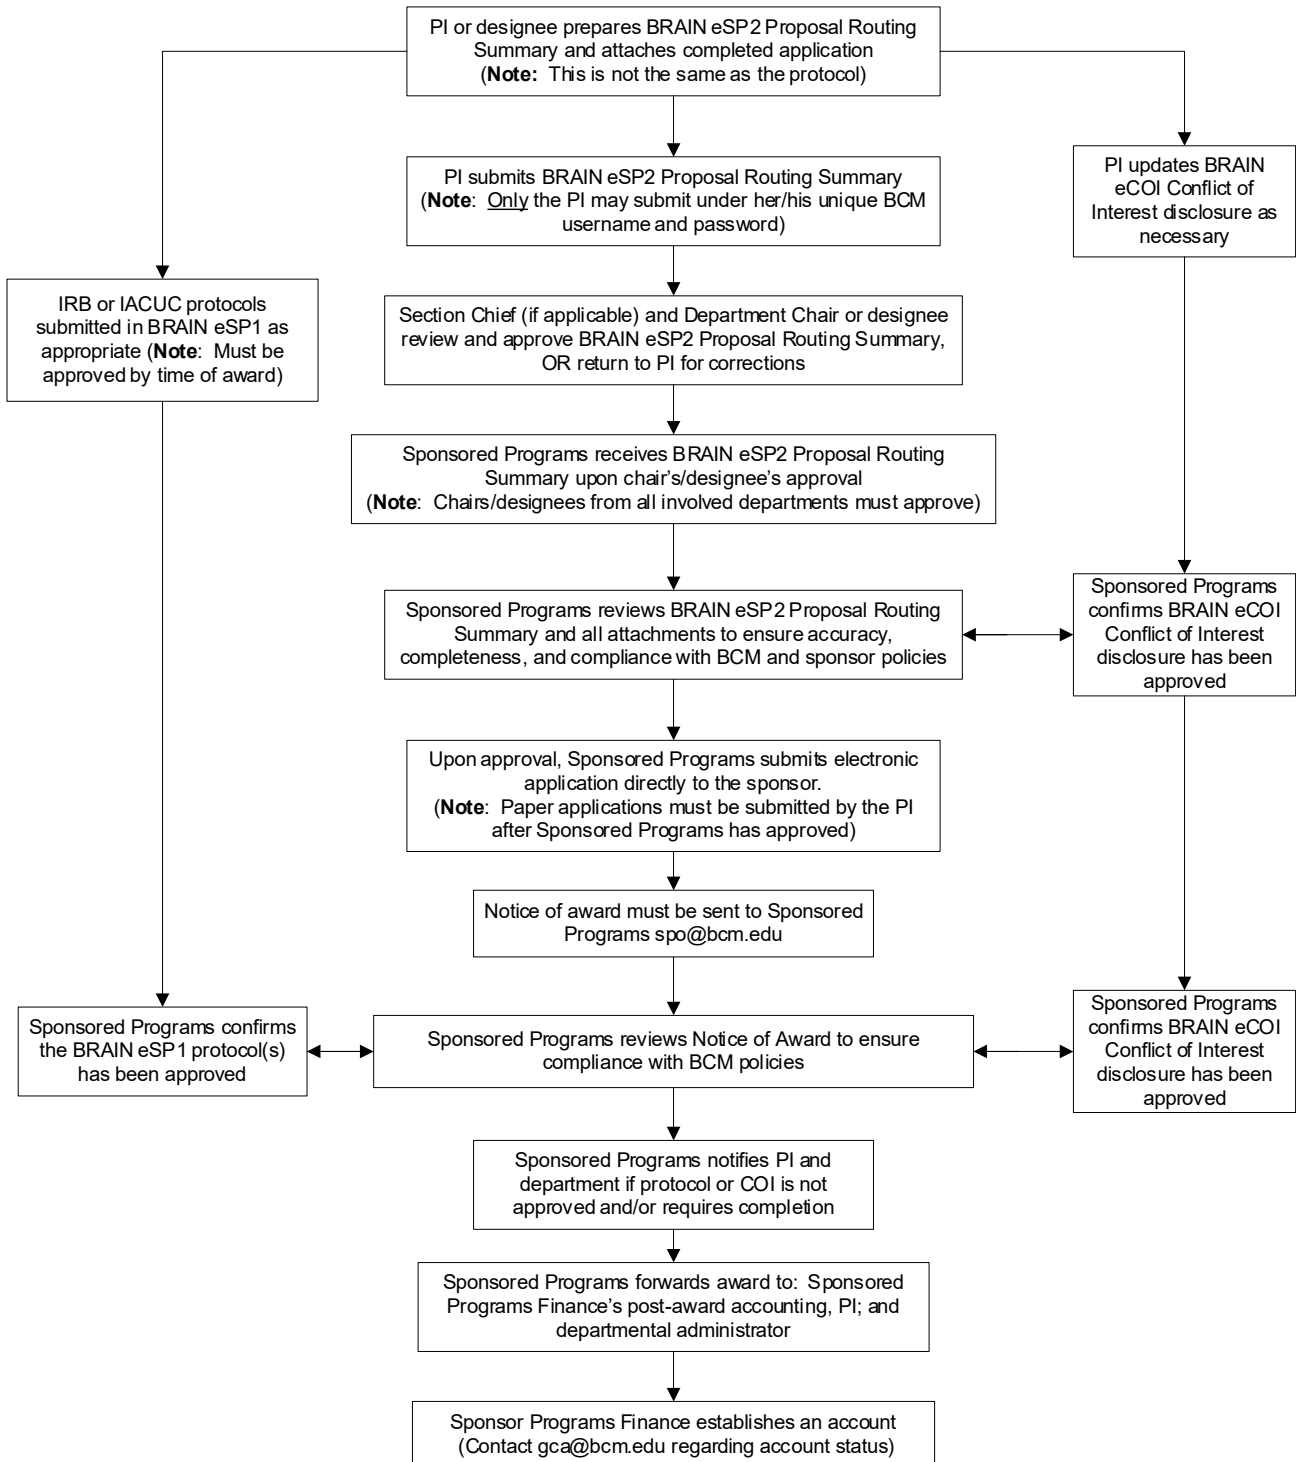 PI or designee prepares BRAIN eSP2 Proposal Routing
Summary and attaches completed application
(Note:  This is not the same as the protocol)
PI submits BRAIN eSP2 Proposal Routing Summary
(Note:  Only the PI may submit under her/his unique BCM
username and password)
PI updates BRAIN
eCOI Conflict of
Interest disclosure as
necessary
IRB or IACUC protocols
submitted in BRAIN eSP1 as
appropriate (Note:  Must be
approved by time of award)
Section Chief (if applicable) and Department Chair or designee
review and approve BRAIN eSP2 Proposal Routing Summary,
OR return to PI for corrections
Sponsored Programs receives BRAIN eSP2 Proposal Routing
Summary upon chair’s/designee’s approval
(Note:  Chairs/designees from all involved departments must approve)
Sponsored Programs reviews BRAIN eSP2 Proposal Routing
Summary and all attachments to ensure accuracy,
completeness, and compliance with BCM and sponsor policies
Sponsored Programs
confirms BRAIN eCOI
Conflict of Interest
disclosure has been
approved
Upon approval, Sponsored Programs submits electronic
application directly to the sponsor.
(Note:  Paper applications must be submitted by the PI
after Sponsored Programs has approved)
Notice of award must be sent to Sponsored
Programs spo@bcm.edu
Sponsored Programs confirms
the BRAIN eSP1 protocol(s)
has been approved
Sponsored Programs reviews Notice of Award to ensure
compliance with BCM policies
Sponsored Programs
confirms BRAIN eCOI
Conflict of Interest
disclosure has been
approved
Sponsored Programs notifies PI and
department if protocol or COI is not
approved and/or requires completion
Sponsored Programs forwards award to:  Sponsored
Programs Finance’s post-award accounting, PI; and
departmental administrator
Sponsor Programs Finance establishes an account
(Contact gca@bcm.edu regarding account status)